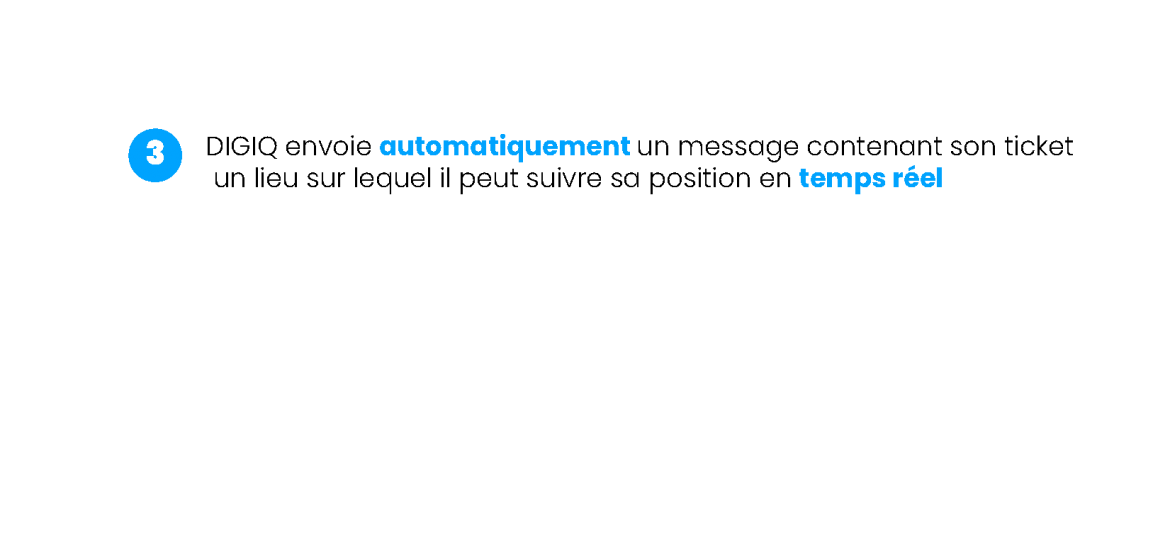 3
DIGIQ envoie automatiquement un message contenant son ticket
un lieu sur lequel il peut suivre sa position en temps réel